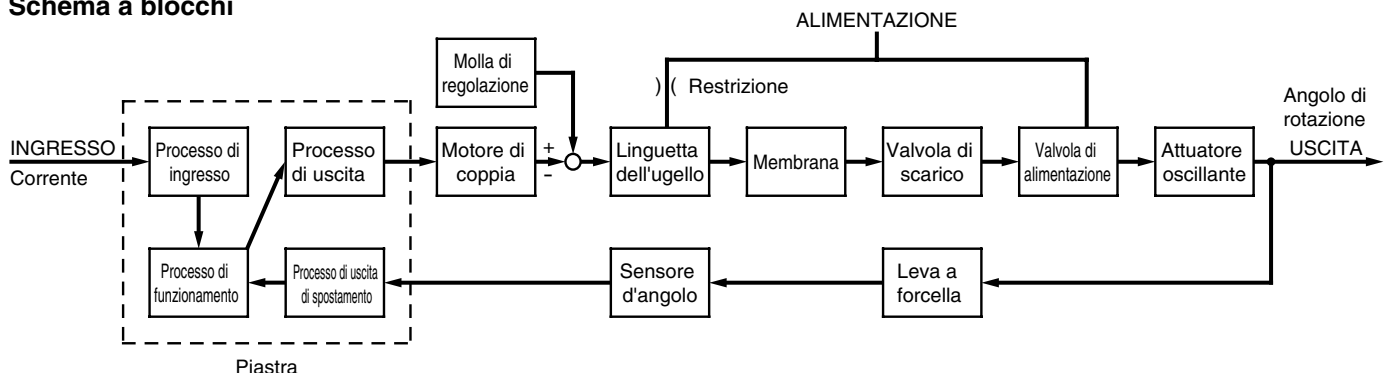 Schema a blocchi
ALIMENTAZIONE
Molla di
regolazione
) ( Restrizione
Angolo di
rotazione
INGRESSO
Corrente
Processo di
ingresso
Processo
di uscita
Motore di
coppia
+
-
Linguetta
dell'ugello
Membrana
Valvola di
scarico
Valvola di
alimentazione
Attuatore
oscillante
USCITA
Processo di
funzionamento
Processo di uscita
di spostamento
Sensore
d'angolo
Leva a
forcella
Piastra